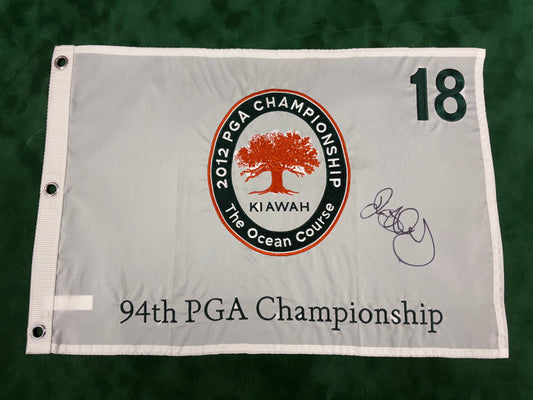 18
2012 PGA CHAMPIONSHIP
KIAWAH
The Ocean Course
94th PGA Championship